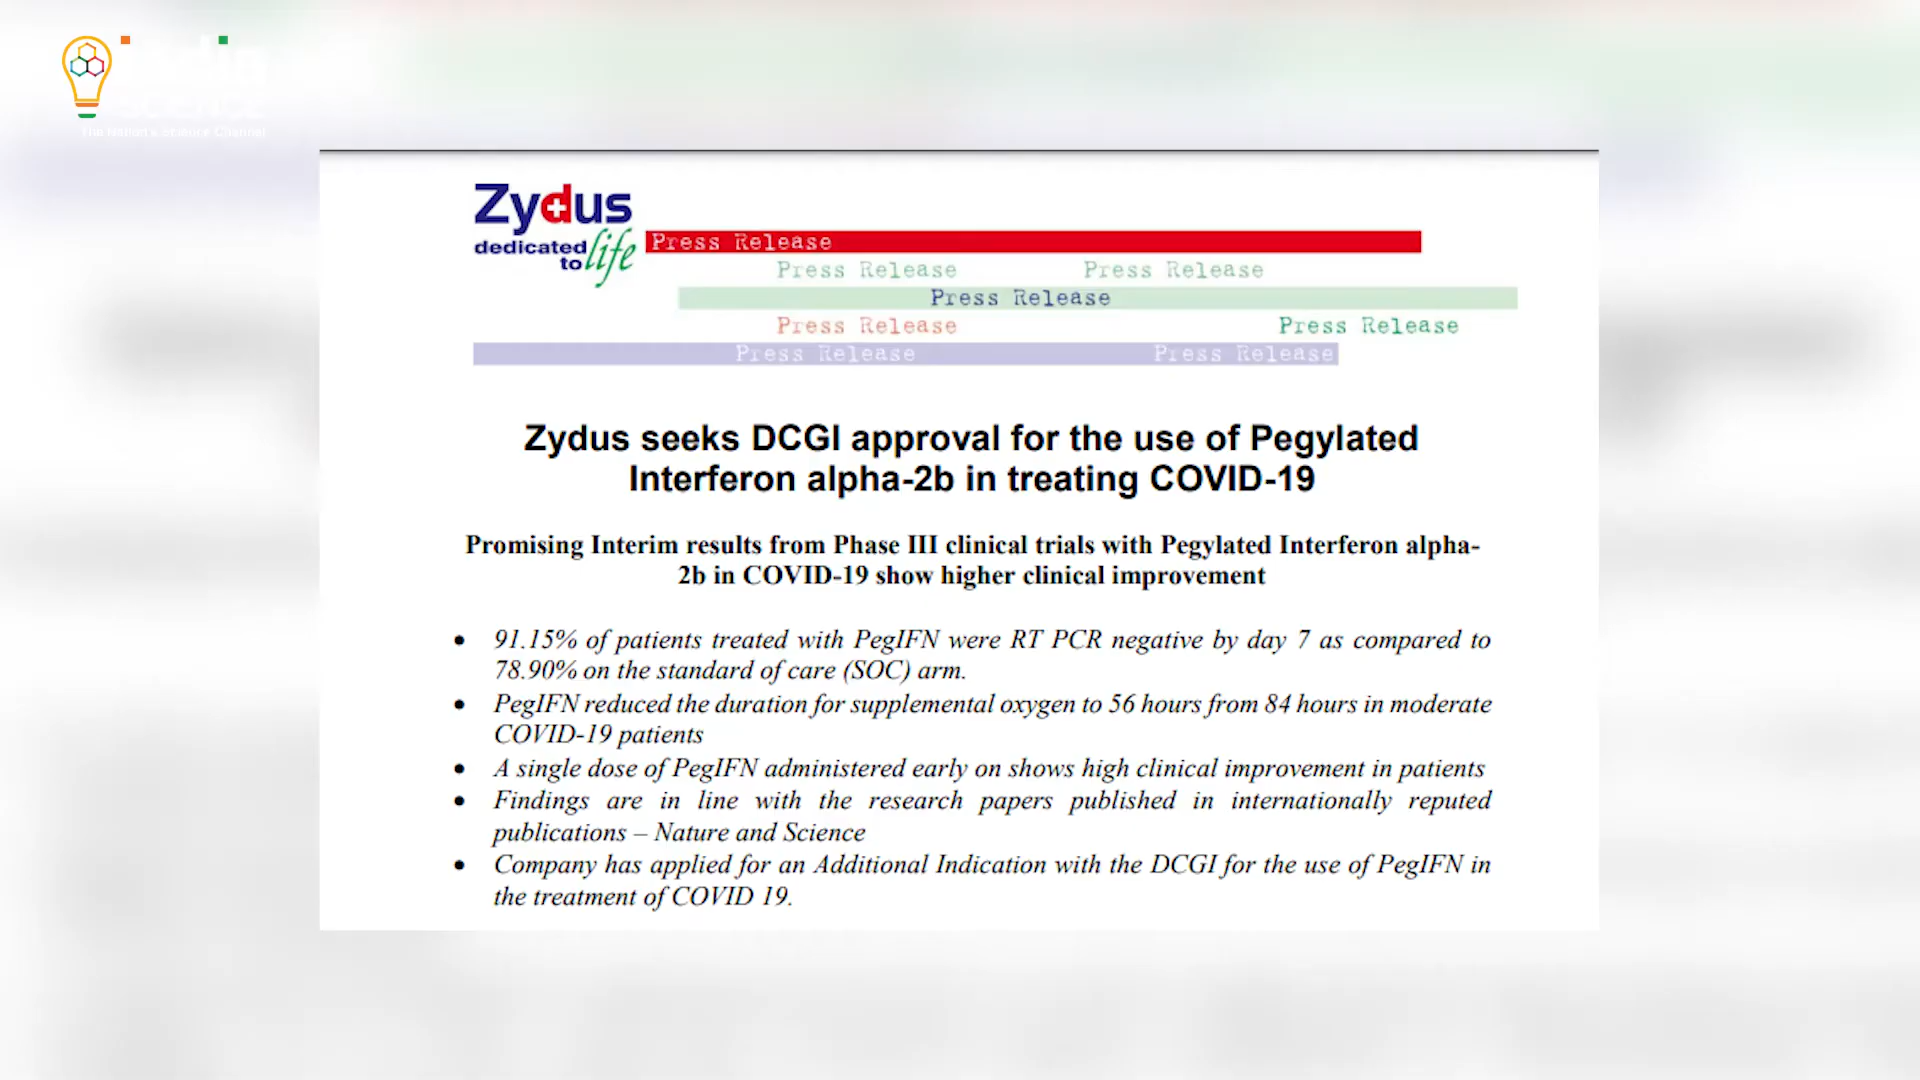 The Nation's Science Channel
Zydus
dedicated
to life
Press Release
Press Release Press Release
Press Release
Press Release Press Release
Press Release Press Release
Zydus seeks DCGI approval for the use of Pegylated
Interferon alpha-2b in treating COVID-19
Promising Interim results from Phase III clinical trials with Pegylated Interferon alpha-
2b in COVID-19 show higher clinical improvement
• 91.15% of patients treated with PegIFN were RT PCR negative by day 7 as compared to
78.90% on the standard of care (SOC) arm.
• PegIFN reduced the duration for supplemental oxygen to 56 hours from 84 hours in moderate
COVID-19 patients
• A single dose of PegIFN administered early on shows high clinical improvement in patients
• Findings are in line with the research papers published in internationally reputed
publications – Nature and Science
• Company has applied for an Additional Indication with the DCGI for the use of PegIFN in
the treatment of COVID 19.